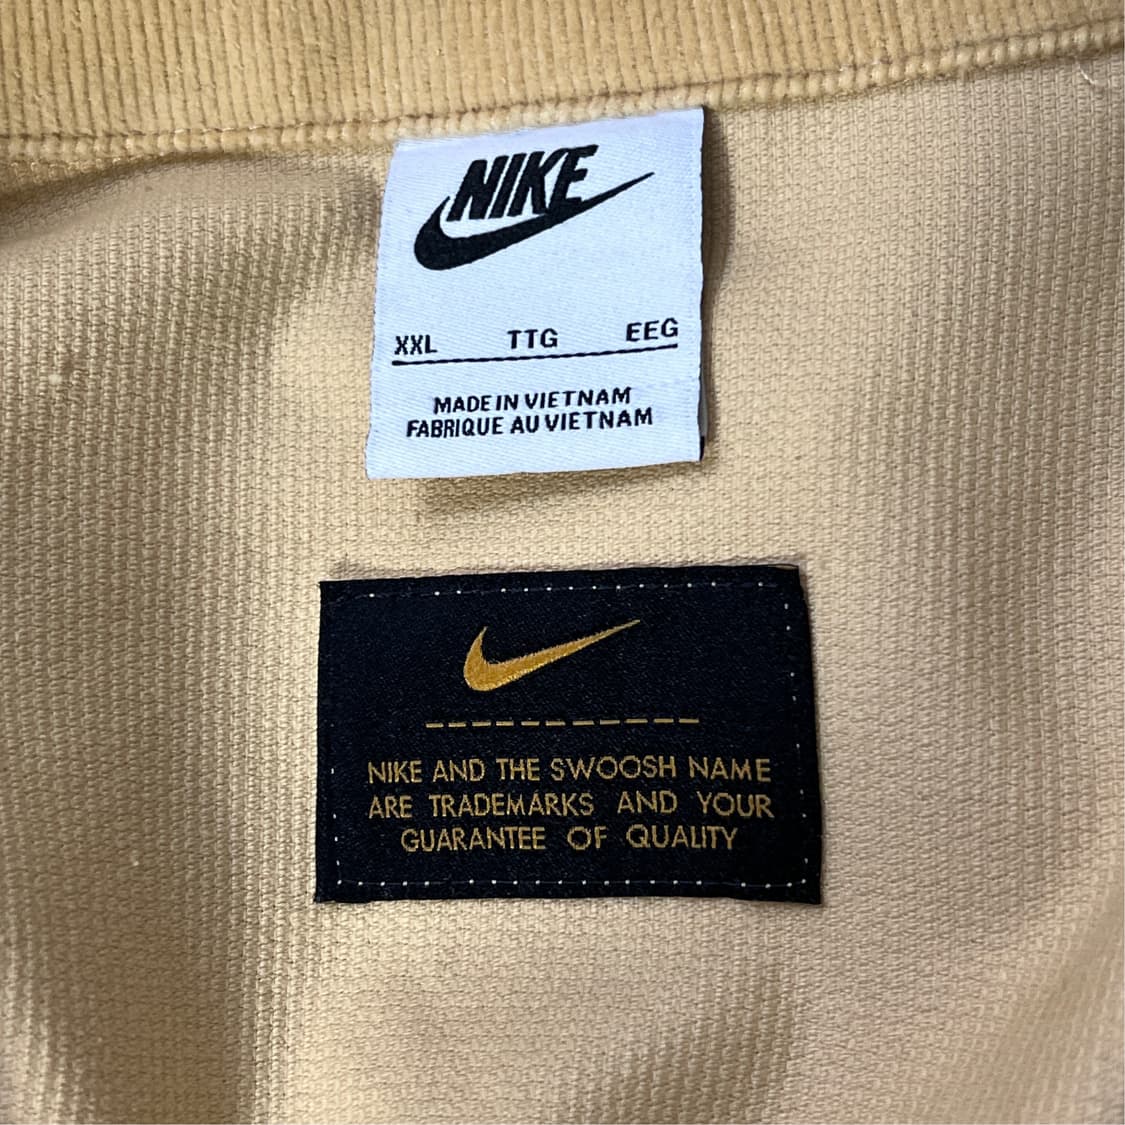 NIKE
XXL TTG EEG
MADE IN VIETNAM
FABRIQUE AU VIETNAM
NIKE AND THE SWOOSH NAME
ARE TRADEMARKS AND YOUR
GUARANTEE OF QUALITY